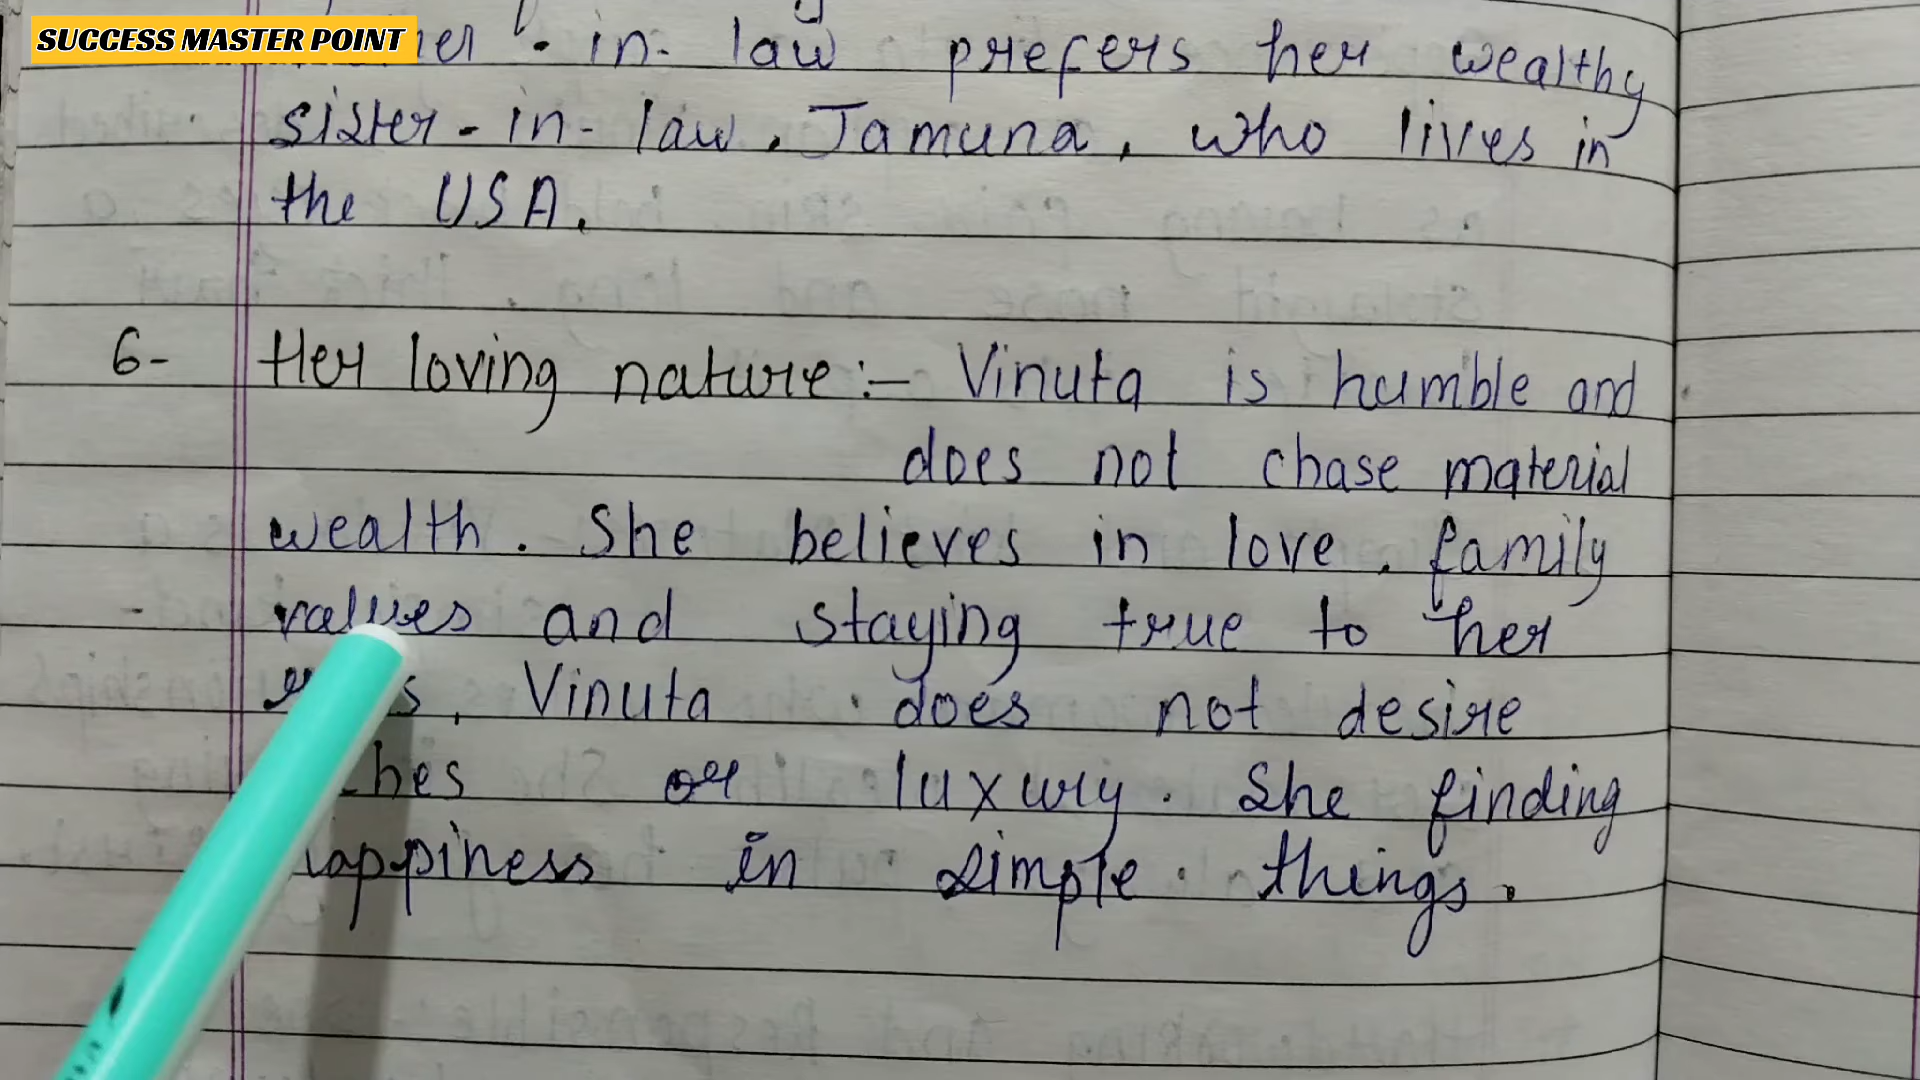 SUCCESS MASTER POINT
-in-law prefers her wealthy
sister-in-law. Jamuna, who lives in
the USA.
6- Her loving nature:- Vinuta is humble and
does not chase material
wealth. She believes in love, family
values and staying true to her
Vinuta does not desire
or luxury. She finding
happiness in simple things.